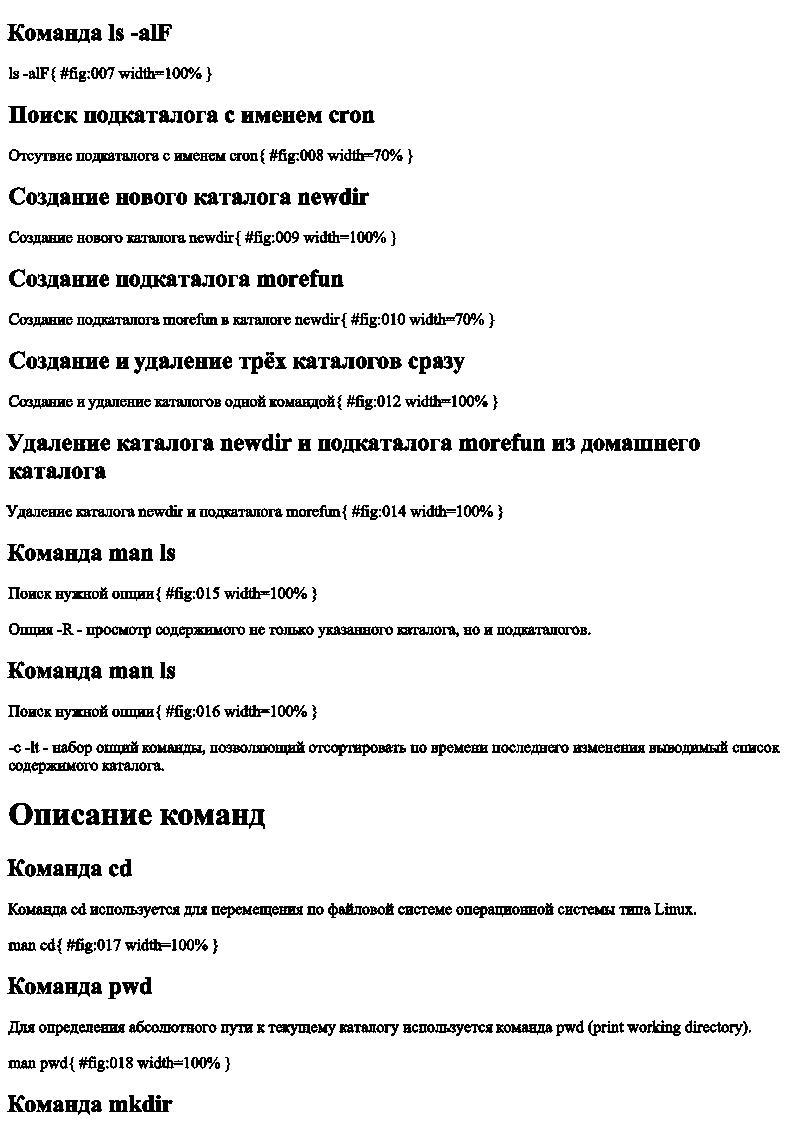 Команда ls -alF
ls -alF{ #fig:007 width=100% }
Поиск подкаталога с именем cron
Отсутвие подкаталога с именем cron{ #fig:008 width=70% }
Создание нового каталога newdir
Создание нового каталога newdir{ #fig:009 width=100% }
Создание подкаталога morefun
Создание подкаталога morefun в каталоге newdir{ #fig:010 width=70% }
Создание и удаление трёх каталогов сразу
Создание и удаление каталогов одной командой{ #fig:012 width=100% }
Удаление каталога newdir и подкаталога morefun из домашнего
каталога
Удаление каталога newdir и подкаталога morefun{ #fig:014 width=100% }
Команда man ls
Поиск нужной опции{ #fig:015 width=100% }
Опция -R - просмотр содержимого не только указанного каталога, но и подкаталогов.
Команда man ls
Поиск нужной опции{ #fig:016 width=100% }
-c -lt - набор опций команды, позволяющий отсортировать по времени последнего изменения выводимый список
содержимого каталога.
Описание команд
Команда cd
Команда cd используется для перемещения по файловой системе операционной системы типа Linux.
man cd{ #fig:017 width=100% }
Команда pwd
Для определения абсолютного пути к текущему каталогу используется команда pwd (print working directory).
man pwd{ #fig:018 width=100% }
Команда mkdir